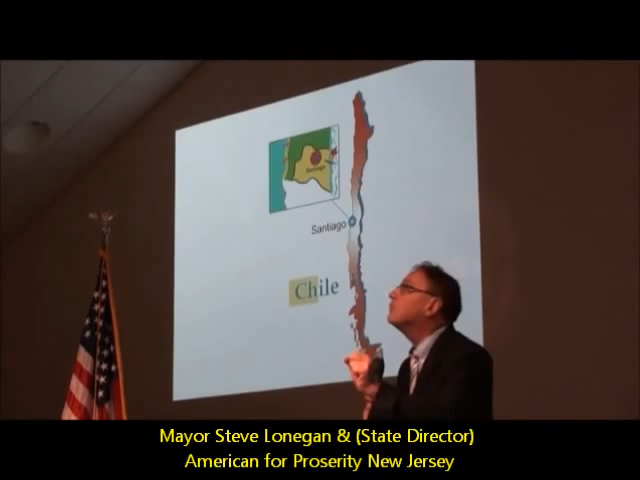 Santiago
Chile
Mayor Steve Lonegan & (State Director)
American for Proserity New Jersey